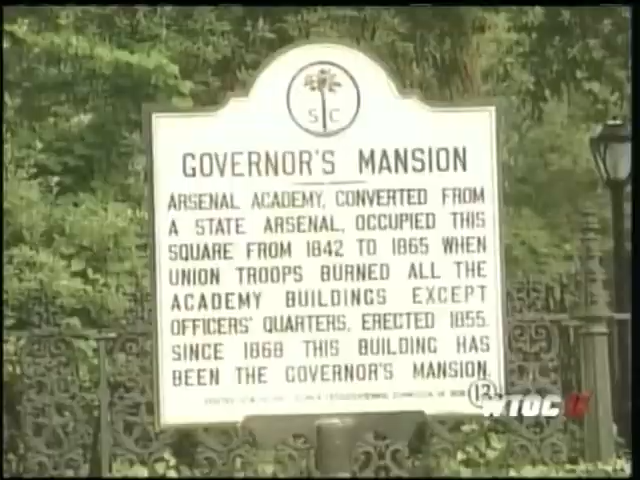 S C
GOVERNOR'S MANSION
ARSENAL ACADEMY, CONVERTED FROM
A STATE ARSENAL, OCCUPIED THIS
SQUARE FROM 1842 TO 1865 WHEN
UNION TROOPS BURNED ALL THE
ACADEMY BUILDINGS EXCEPT
OFFICERS' QUARTERS, ERECTED 1855.
SINCE 1868 THIS BUILDING HAS
BEEN THE GOVERNOR'S MANSION.
13
WTOC 11